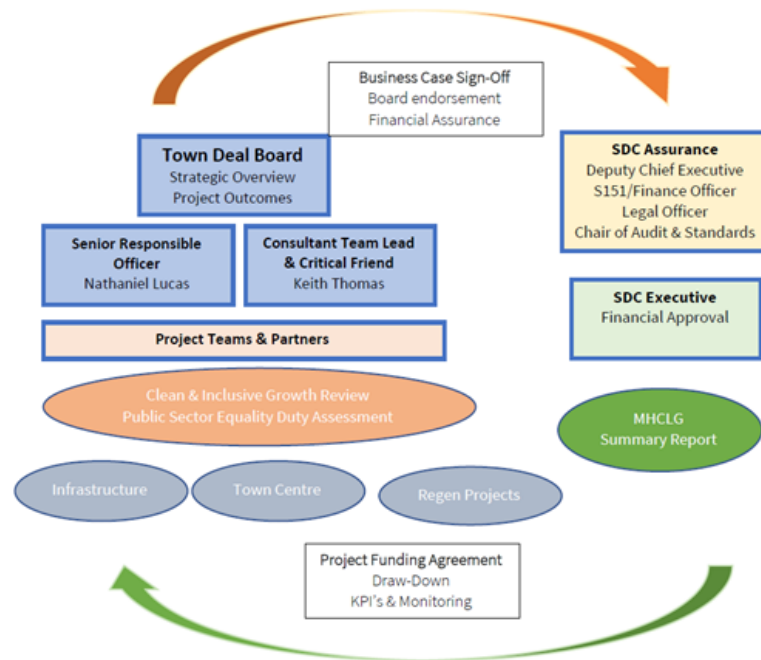 Business Case Sign-Off
Board endorsement
Financial Assurance
Town Deal Board
Strategic Overview
Project Outcomes
SDC Assurance
Deputy Chief Executive
S151/Finance Officer
Legal Officer
Chair of Audit & Standards
Senior Responsible
Officer
Nathaniel Lucas
Consultant Team Lead
& Critical Friend
Keith Thomas
SDC Executive
Financial Approval
Project Teams & Partners
Clean & Inclusive Growth Review
Public Sector Equality Duty Assessment
MHCLG
Summary Report
Infrastructure
Town Centre
Regen Projects
Project Funding Agreement
Draw-Down
KPI's & Monitoring